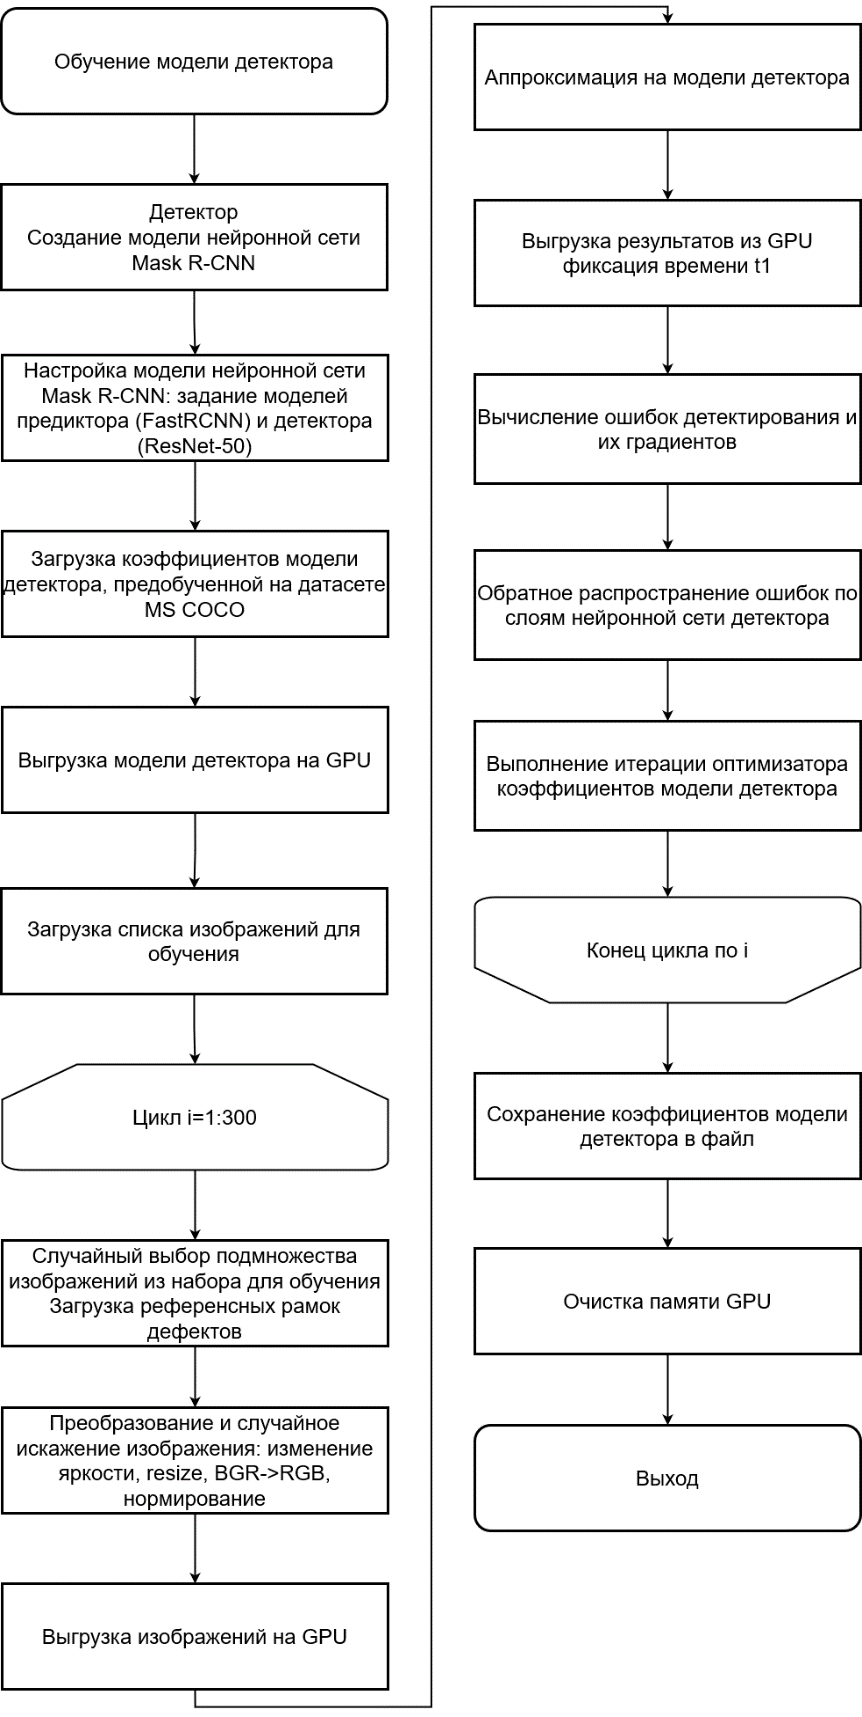 Обучение модели детектора
Детектор
Создание модели нейронной сети
Mask R-CNN
Настройка модели нейронной сети
Mask R-CNN: задание моделей
предиктора (FastRCNN) и детектора
(ResNet-50)
Загрузка коэффициентов модели
детектора, предобученной на датасете
MS COCO
Выгрузка модели детектора на GPU
Загрузка списка изображений для
обучения
Цикл i=1:300
Случайный выбор подмножества
изображений из набора для обучения
Загрузка референсных рамок
дефектов
Преобразование и случайное
искажение изображения: изменение
яркости, resize, BGR->RGB,
нормирование
Выгрузка изображений на GPU
Аппроксимация на модели детектора
Выгрузка результатов из GPU
фиксация времени t1
Вычисление ошибок детектирования и
их градиентов
Обратное распространение ошибок по
слоям нейронной сети детектора
Выполнение итерации оптимизатора
коэффициентов модели детектора
Конец цикла по i
Сохранение коэффициентов модели
детектора в файл
Очистка памяти GPU
Выход